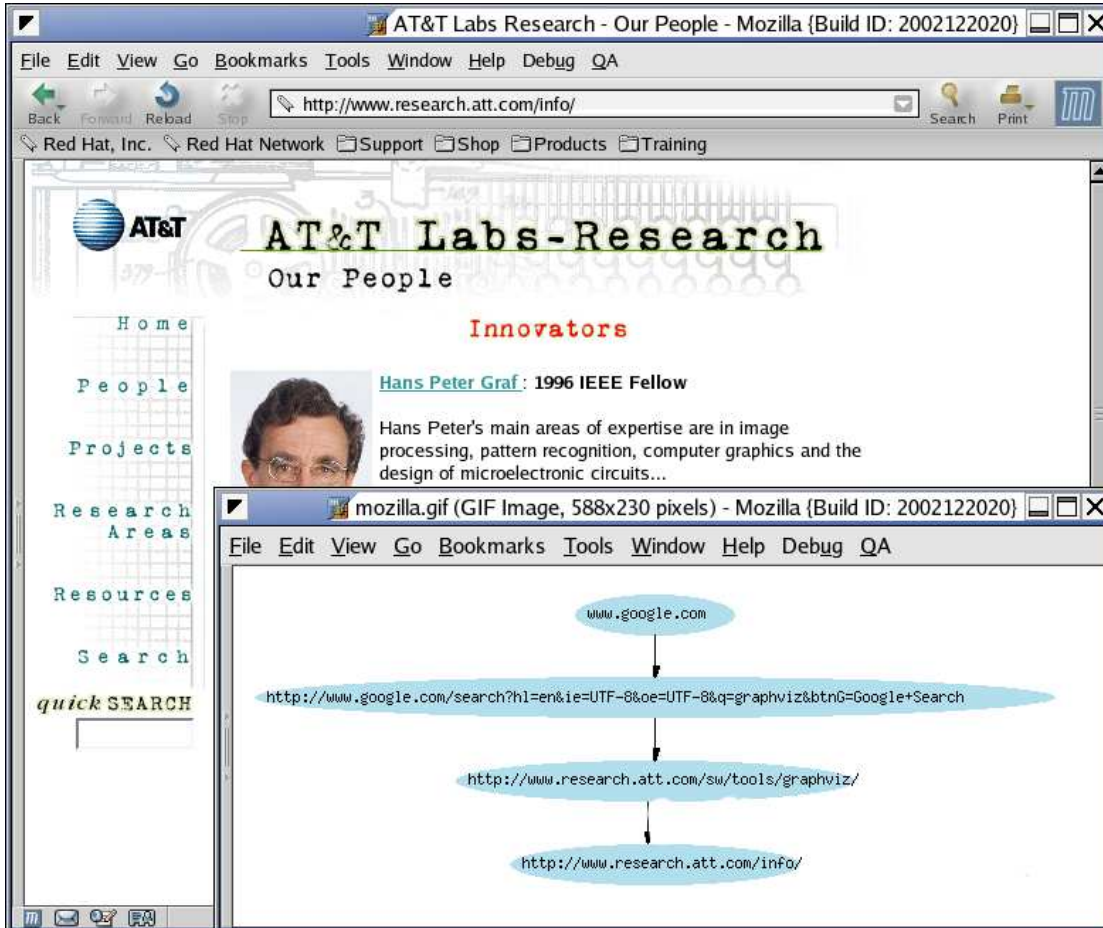 AT&T Labs Research - Our People - Mozilla {Build ID: 2002122020}
File Edit View Go Bookmarks Tools Window Help Debug QA
Back Forward Reload Stop http://www.research.att.com/info/ Search Print
Red Hat, Inc. Red Hat Network Support Shop Products Training
AT&T
AT&T Labs-Research
Our People
Home
People
Projects
Research
Areas
Resources
Search
quick SEARCH
Innovators
Hans Peter Graf : 1996 IEEE Fellow
Hans Peter's main areas of expertise are in image
processing, pattern recognition, computer graphics and the
design of microelectronic circuits...
mozilla.gif (GIF Image, 588x230 pixels) - Mozilla {Build ID: 2002122020}
File Edit View Go Bookmarks Tools Window Help Debug QA
www.google.com
http://www.google.com/search?hl=en&ie=UTF-8&oe=UTF-8&q=graphviz&btnG=Google+Search
http://www.research.att.com/sw/tools/graphviz/
http://www.research.att.com/info/